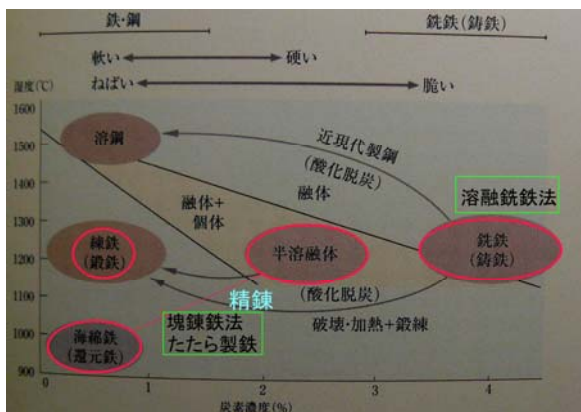 鉄・鋼
銑鉄(鋳鉄)
軟い
硬い
ねばい
脆い
温度(℃)
1600
1500
1400
1300
1200
1100
1000
900
溶鋼
近現代製鋼
(酸化脱炭)
融体
融体+
個体
溶融銑鉄法
錬鉄
(鍛鉄)
半溶融体
銑鉄
(鋳鉄)
精錬
(酸化脱炭)
破壊・加熱+鍛練
塊錬鉄法
たたら製鉄
海綿鉄
(還元鉄)
0
1
2
3
4
炭素濃度(%)